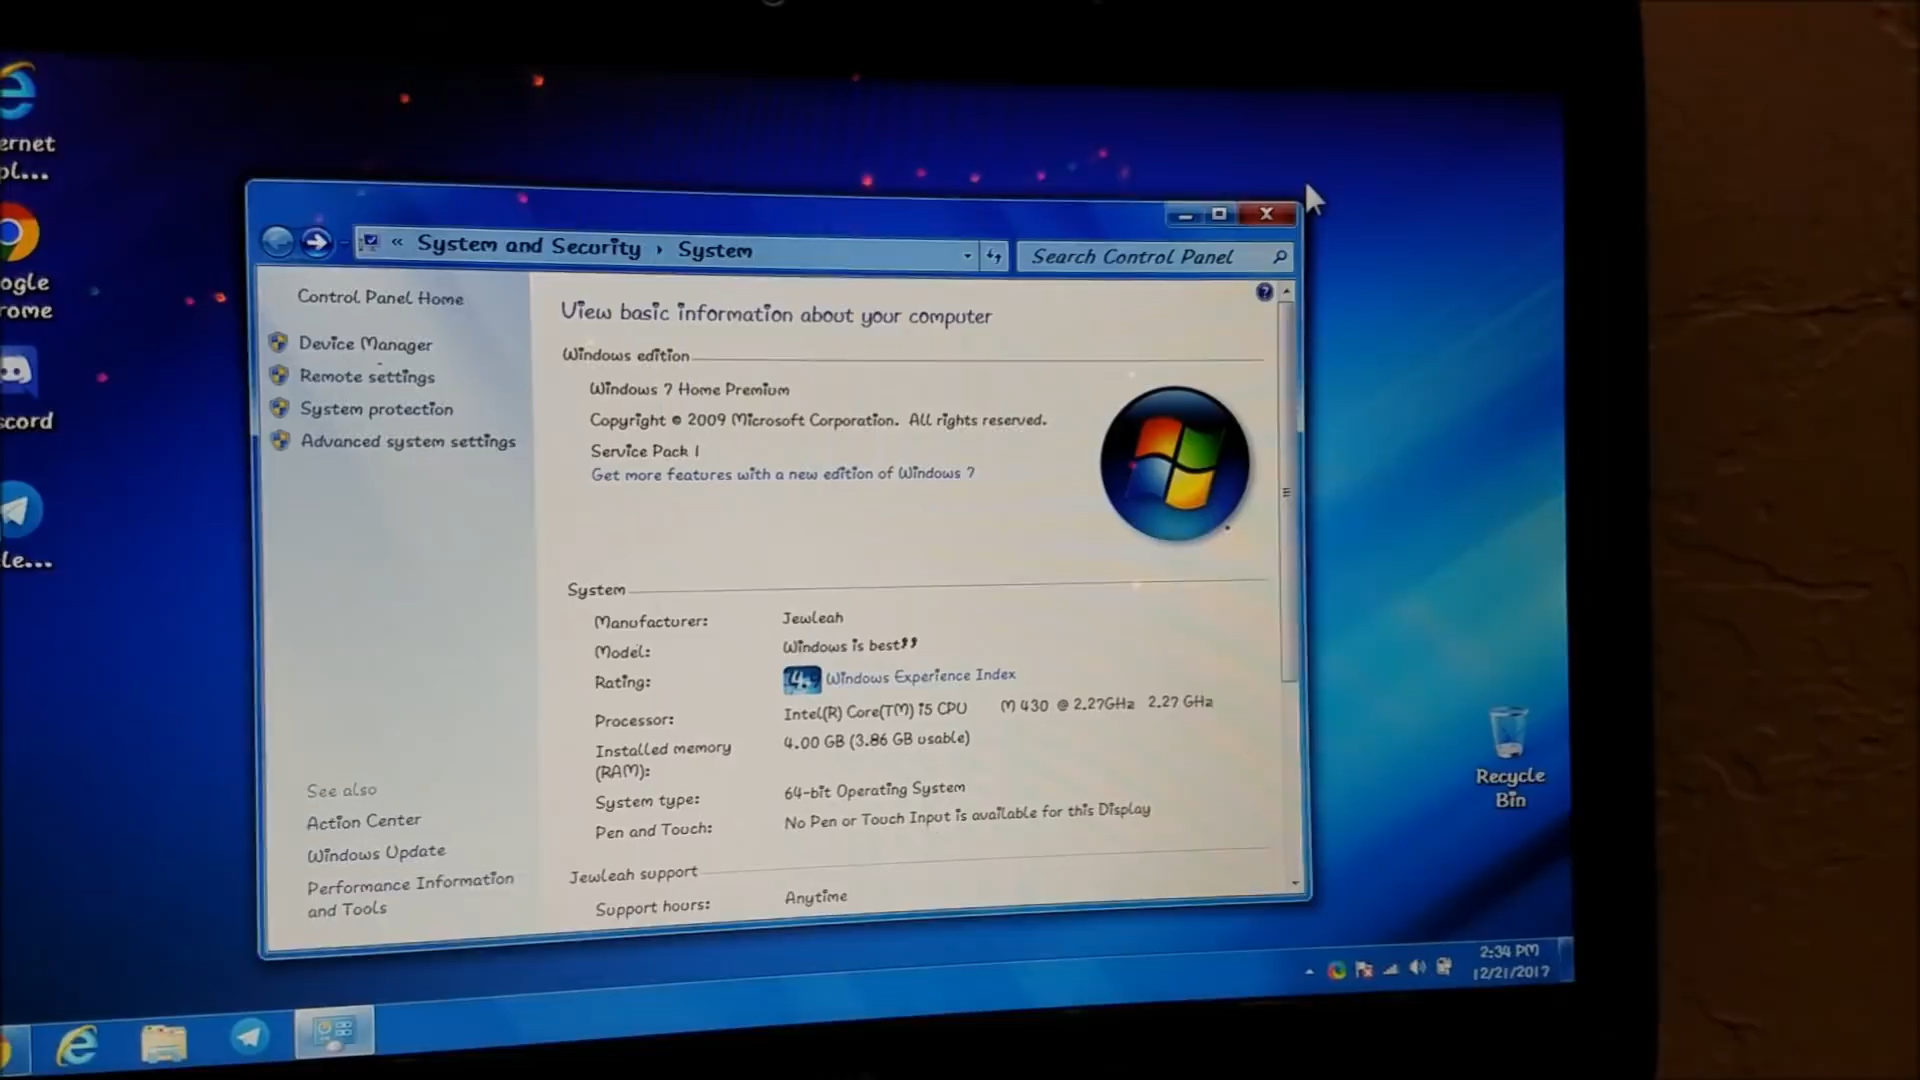 ernet
pl...
ogle
rome
scord
le...
« System and Security › System
Search Control Panel
Control Panel Home
Device Manager
Remote settings
System protection
Advanced system settings
See also
Action Center
Windows Update
Performance Information
and Tools
View basic information about your computer
Windows edition
Windows 7 Home Premium
Copyright © 2009 Microsoft Corporation. All rights reserved.
Service Pack 1
Get more features with a new edition of Windows 7
System
Manufacturer: Jewleah
Model: Windows is best!!
Rating: 4. Windows Experience Index
Processor: Intel(R) Core(TM) i5 CPU M 430 @ 2.27GHz 2.27 GHz
Installed memory 4.00 GB (3.86 GB usable)
(RAM):
System type: 64-bit Operating System
Pen and Touch: No Pen or Touch Input is available for this Display
Jewleah support
Support hours: Anytime
Recycle
Bin
2:34 PM
12/21/2017